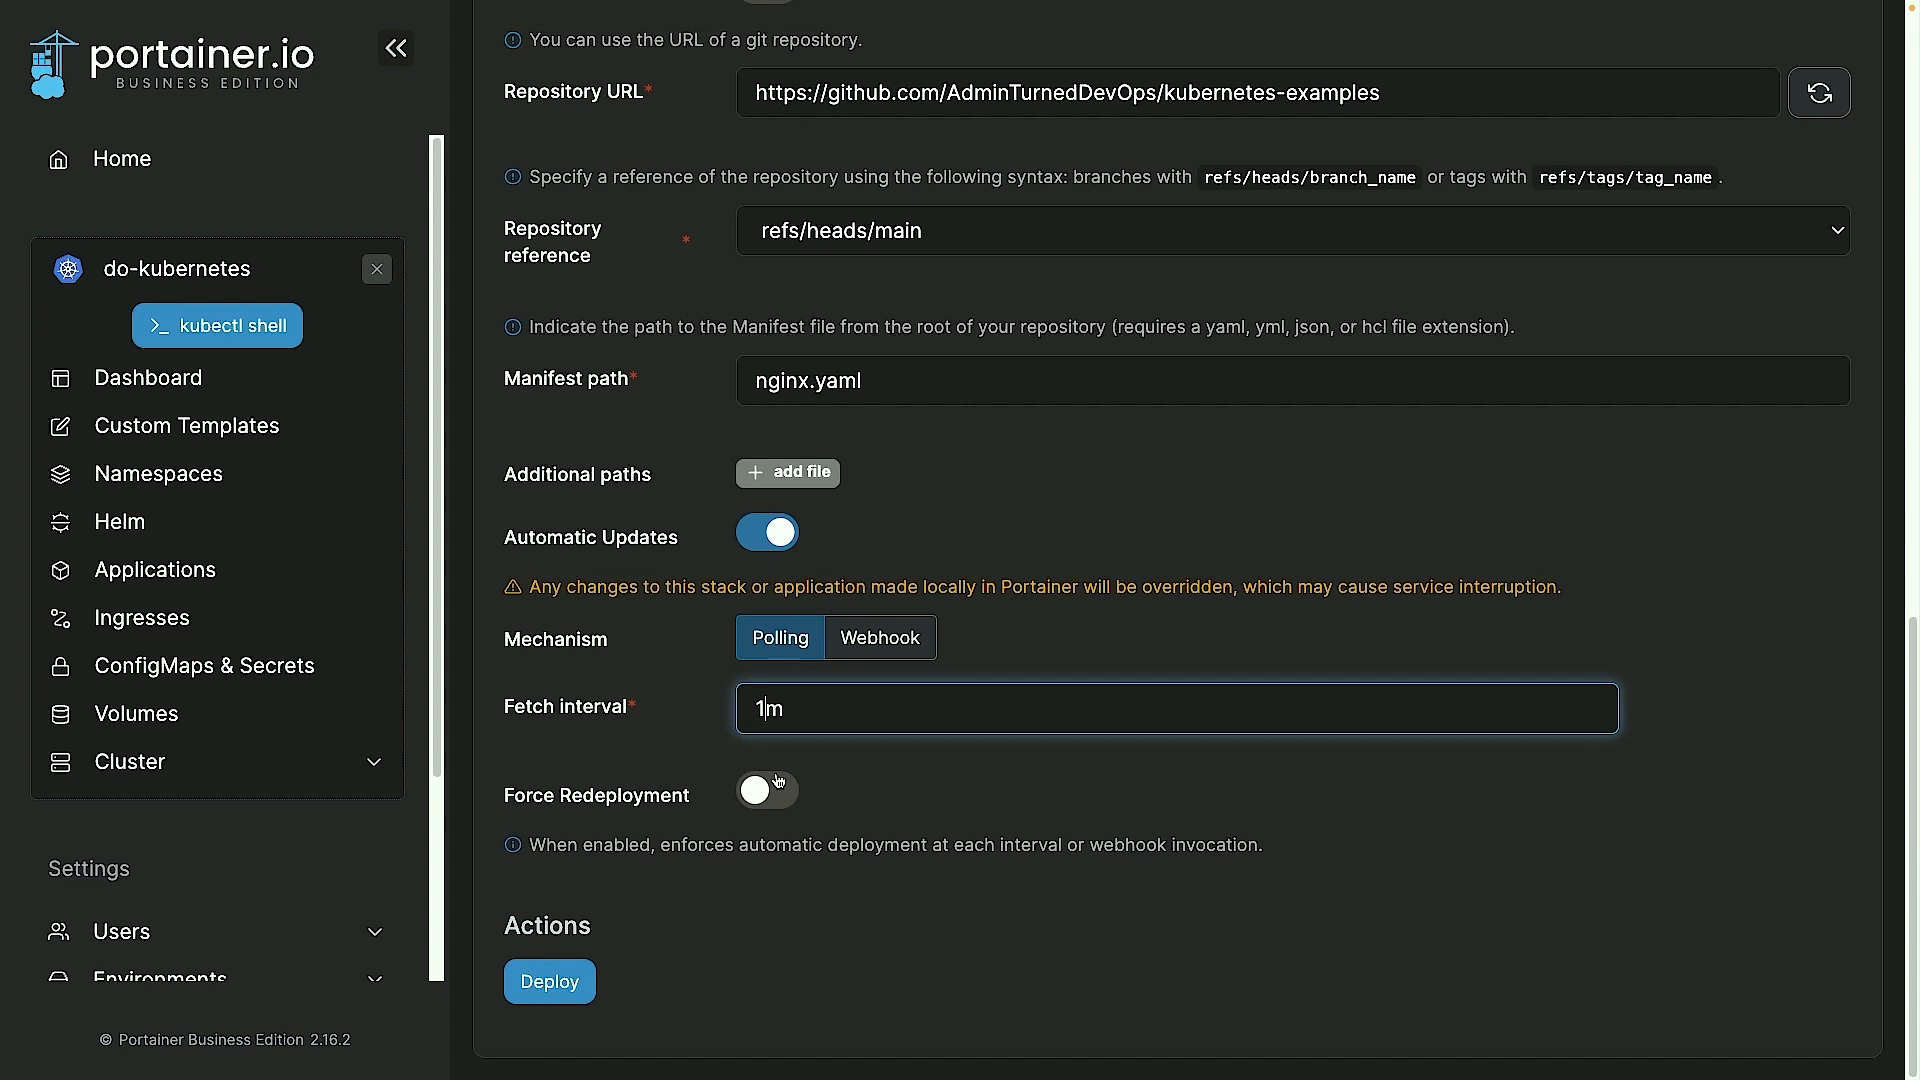 portainer.io
BUSINESS EDITION
Home
do-kubernetes
>_ kubectl shell
Dashboard
Custom Templates
Namespaces
Helm
Applications
Ingresses
ConfigMaps & Secrets
Volumes
Cluster
Settings
Users
Environments
© Portainer Business Edition 2.16.2
You can use the URL of a git repository.
Repository URL*
https://github.com/AdminTurnedDevOps/kubernetes-examples
Specify a reference of the repository using the following syntax: branches with refs/heads/branch_name or tags with refs/tags/tag_name.
Repository reference *
refs/heads/main
Indicate the path to the Manifest file from the root of your repository (requires a yaml, yml, json, or hcl file extension).
Manifest path*
nginx.yaml
Additional paths
+ add file
Automatic Updates
Any changes to this stack or application made locally in Portainer will be overridden, which may cause service interruption.
Mechanism
Polling Webhook
Fetch interval*
1m
Force Redeployment
When enabled, enforces automatic deployment at each interval or webhook invocation.
Actions
Deploy